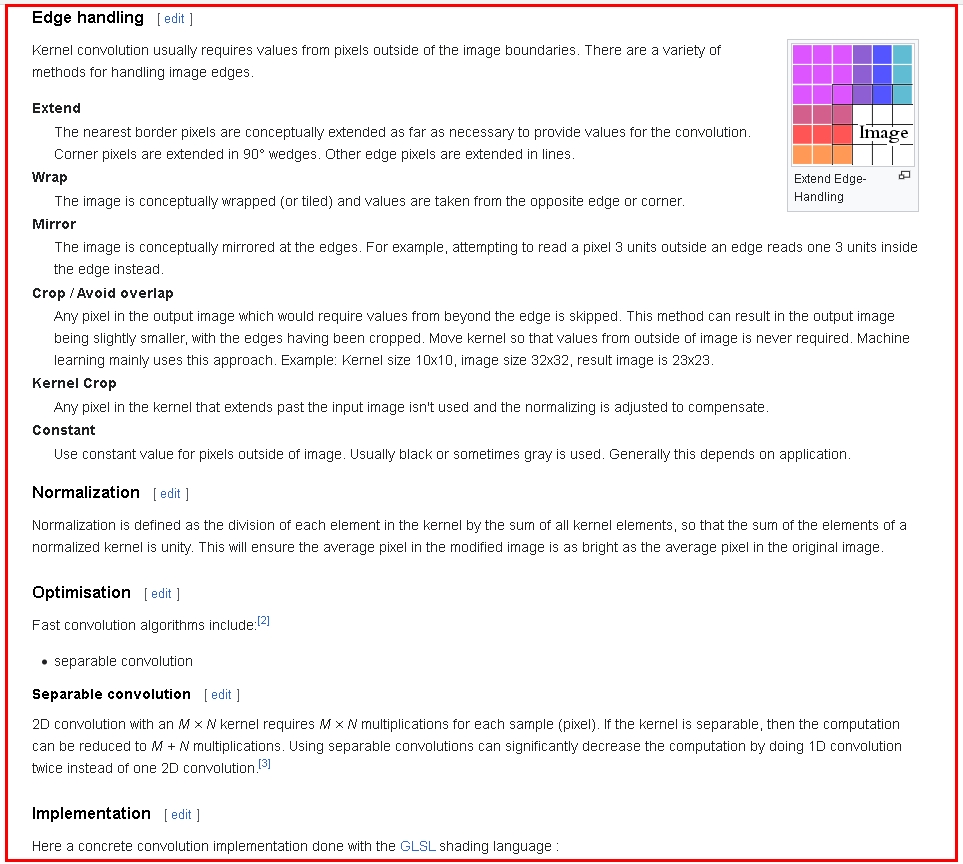 Edge handling [ edit ]
Kernel convolution usually requires values from pixels outside of the image boundaries. There are a variety of
methods for handling image edges.
Image
Extend Edge-
Handling
Extend
The nearest border pixels are conceptually extended as far as necessary to provide values for the convolution.
Corner pixels are extended in 90° wedges. Other edge pixels are extended in lines.
Wrap
The image is conceptually wrapped (or tiled) and values are taken from the opposite edge or corner.
Mirror
The image is conceptually mirrored at the edges. For example, attempting to read a pixel 3 units outside an edge reads one 3 units inside
the edge instead.
Crop / Avoid overlap
Any pixel in the output image which would require values from beyond the edge is skipped. This method can result in the output image
being slightly smaller, with the edges having been cropped. Move kernel so that values from outside of image is never required. Machine
learning mainly uses this approach. Example: Kernel size 10x10, image size 32x32, result image is 23x23.
Kernel Crop
Any pixel in the kernel that extends past the input image isn't used and the normalizing is adjusted to compensate.
Constant
Use constant value for pixels outside of image. Usually black or sometimes gray is used. Generally this depends on application.
Normalization [ edit ]
Normalization is defined as the division of each element in the kernel by the sum of all kernel elements, so that the sum of the elements of a
normalized kernel is unity. This will ensure the average pixel in the modified image is as bright as the average pixel in the original image.
Optimisation [ edit ]
Fast convolution algorithms include:[2]
• separable convolution
Separable convolution [ edit ]
2D convolution with an M × N kernel requires M × N multiplications for each sample (pixel). If the kernel is separable, then the computation
can be reduced to M + N multiplications. Using separable convolutions can significantly decrease the computation by doing 1D convolution
twice instead of one 2D convolution.[3]
Implementation [ edit ]
Here a concrete convolution implementation done with the GLSL shading language :